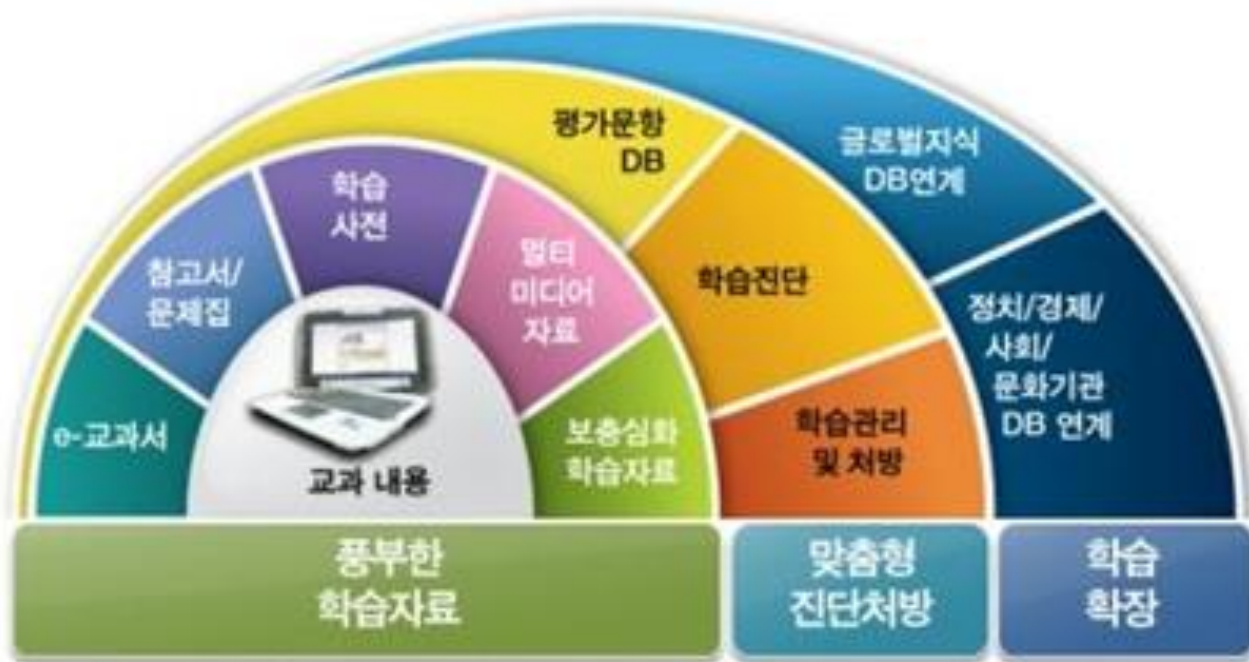 평가문항
DB
글로벌지식
DB연계
학습
사전
멀티
미디어
자료
참고서/
문제집
학습진단
정치/경제/
사회/
문화기관
DB 연계
e-교과서
보충심화
학습자료
학습관리
및 처방
교과 내용
풍부한
학습자료
맞춤형
진단처방
학습
확장